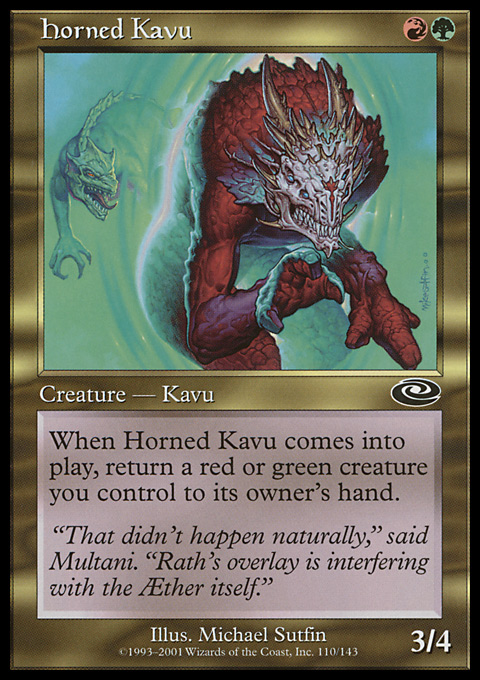 Horned Kavu
Creature — Kavu
When Horned Kavu comes into
play, return a red or green creature
you control to its owner's hand.
"That didn't happen naturally," said
Multani. "Rath's overlay is interfering
with the Æther itself."
Illus. Michael Sutfin
3/4
©1993–2001 Wizards of the Coast, Inc. 110/143